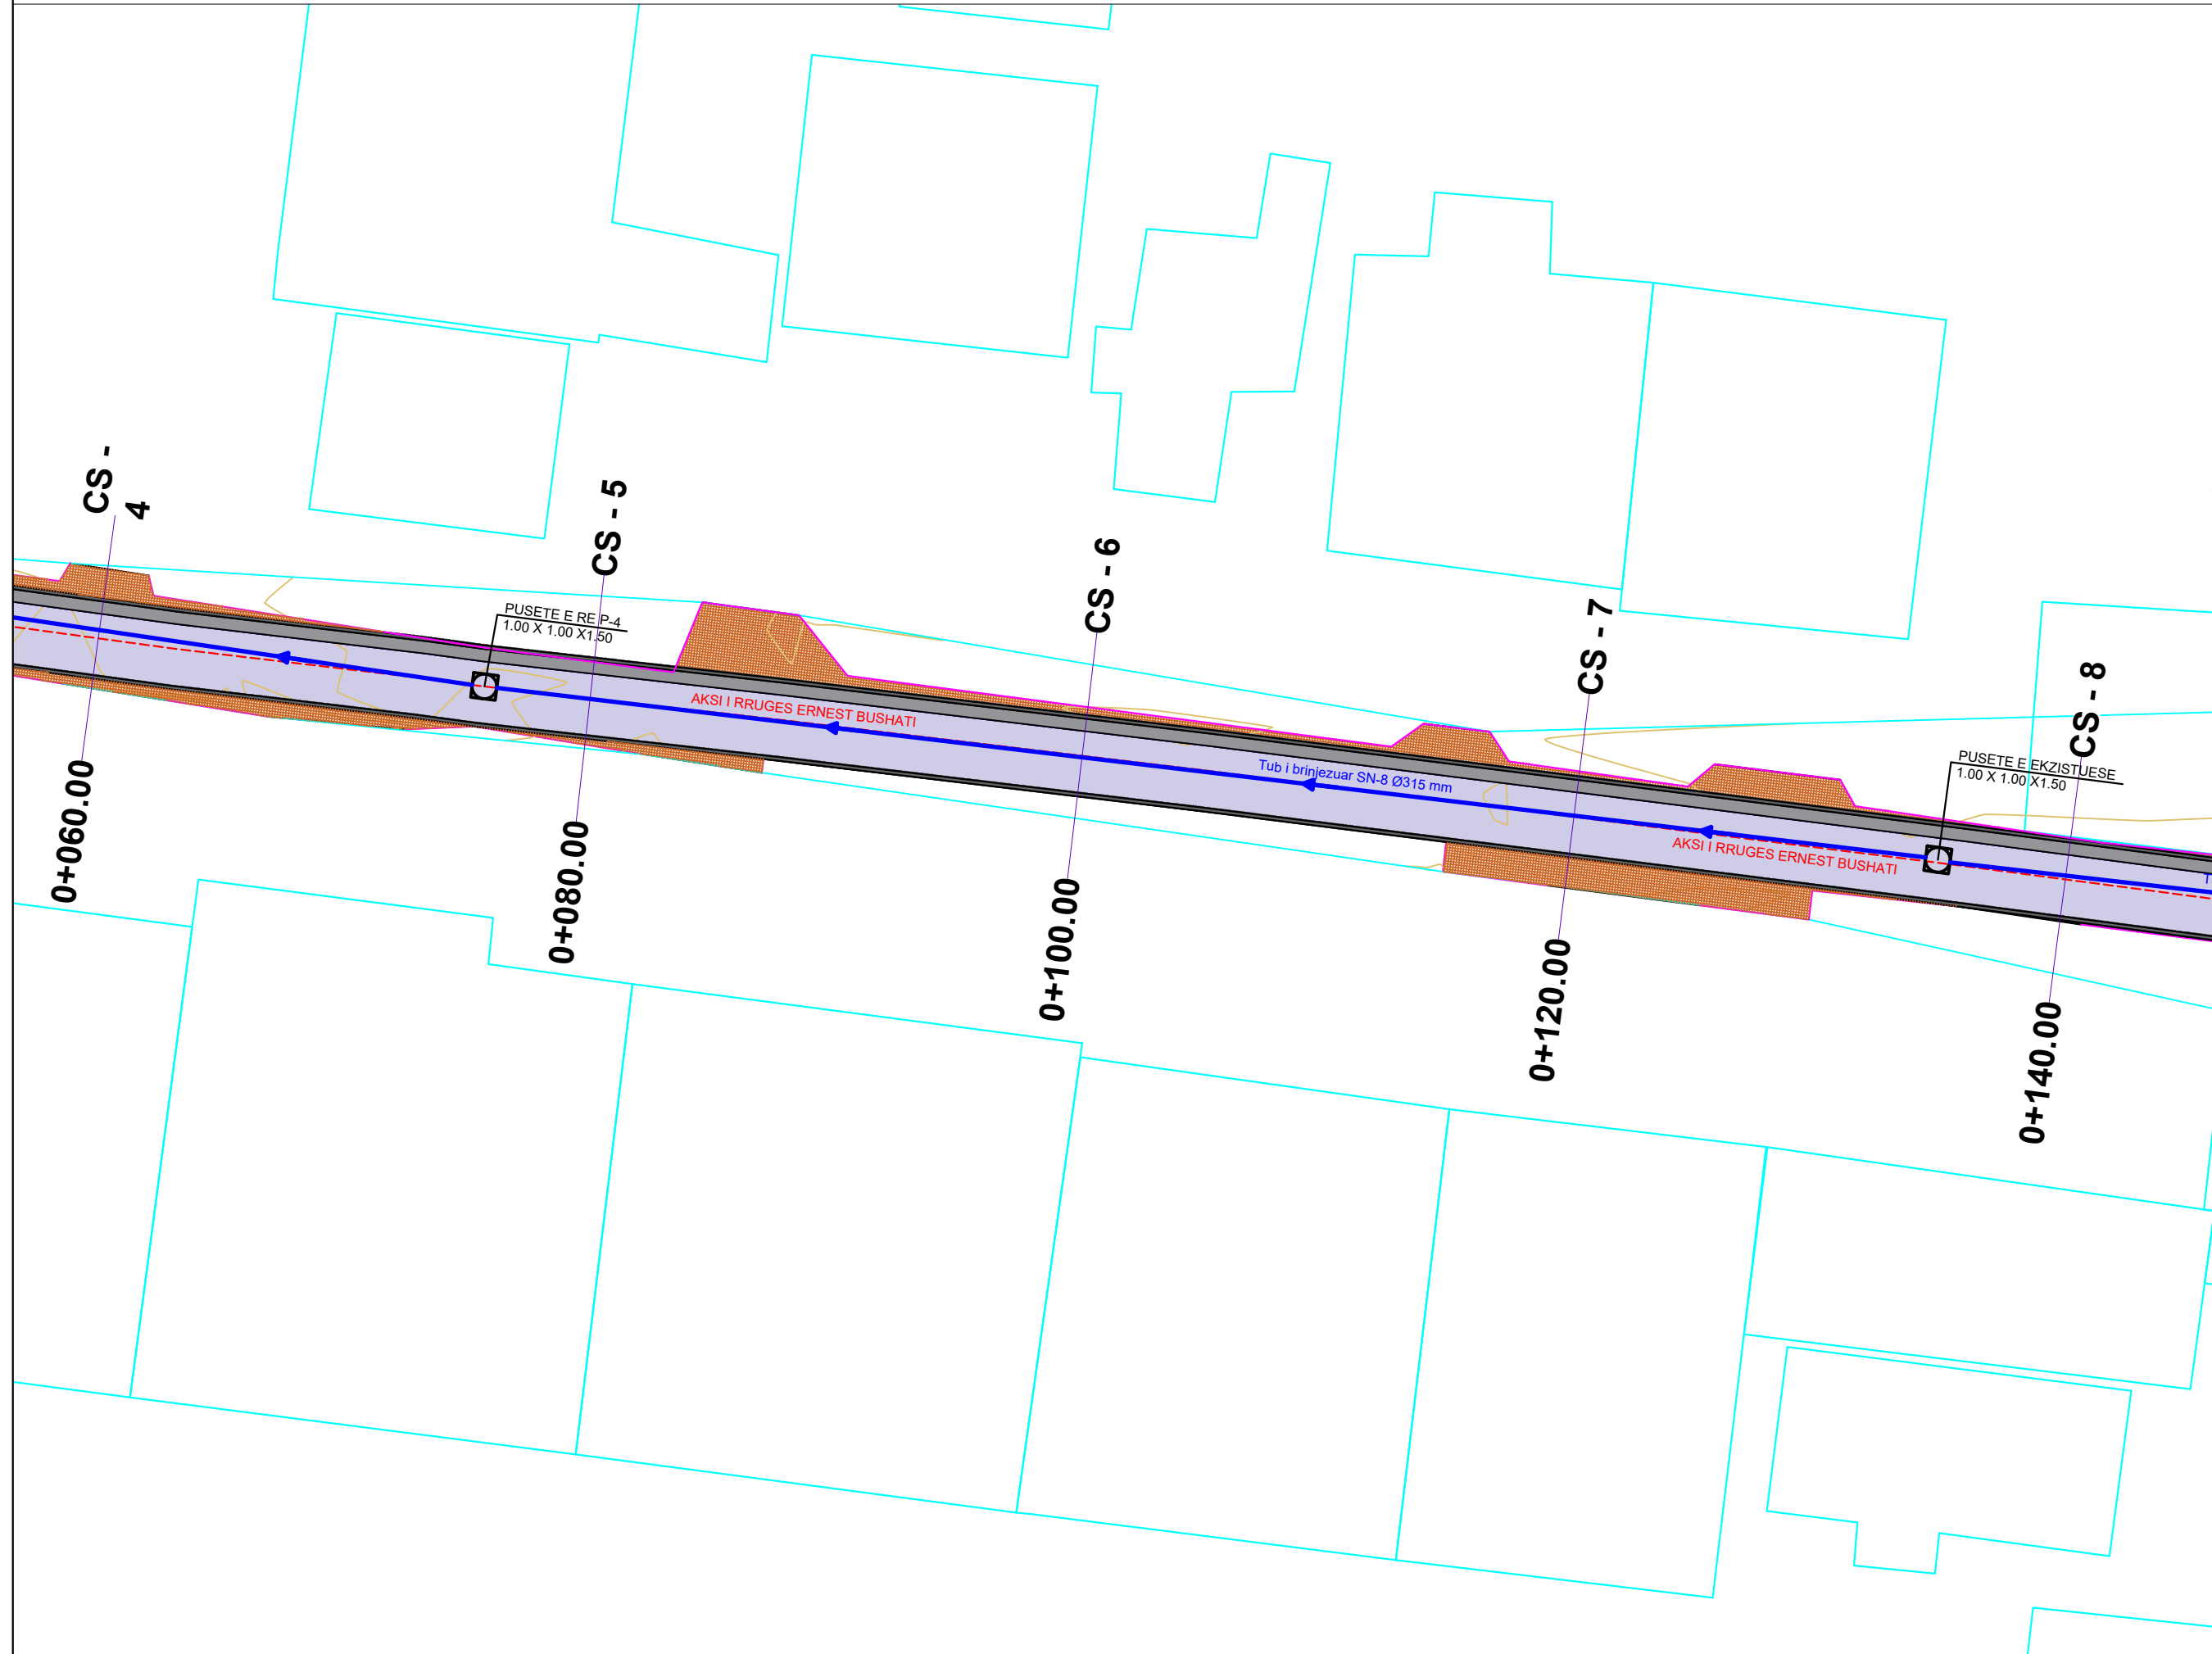 CS -
4
CS - 5
CS - 6
CS - 7
CS - 8
PUSETE E RE P-4
1.00 X 1.00 X1.50
AKSI I RRUGES ERNEST BUSHATI
Tub i brinjezuar SN-8 Ø315 mm
PUSETE E EKZISTUESE
1.00 X 1.00 X1.50
AKSI I RRUGES ERNEST BUSHATI
T
0+060.00
0+080.00
0+100.00
0+120.00
0+140.00